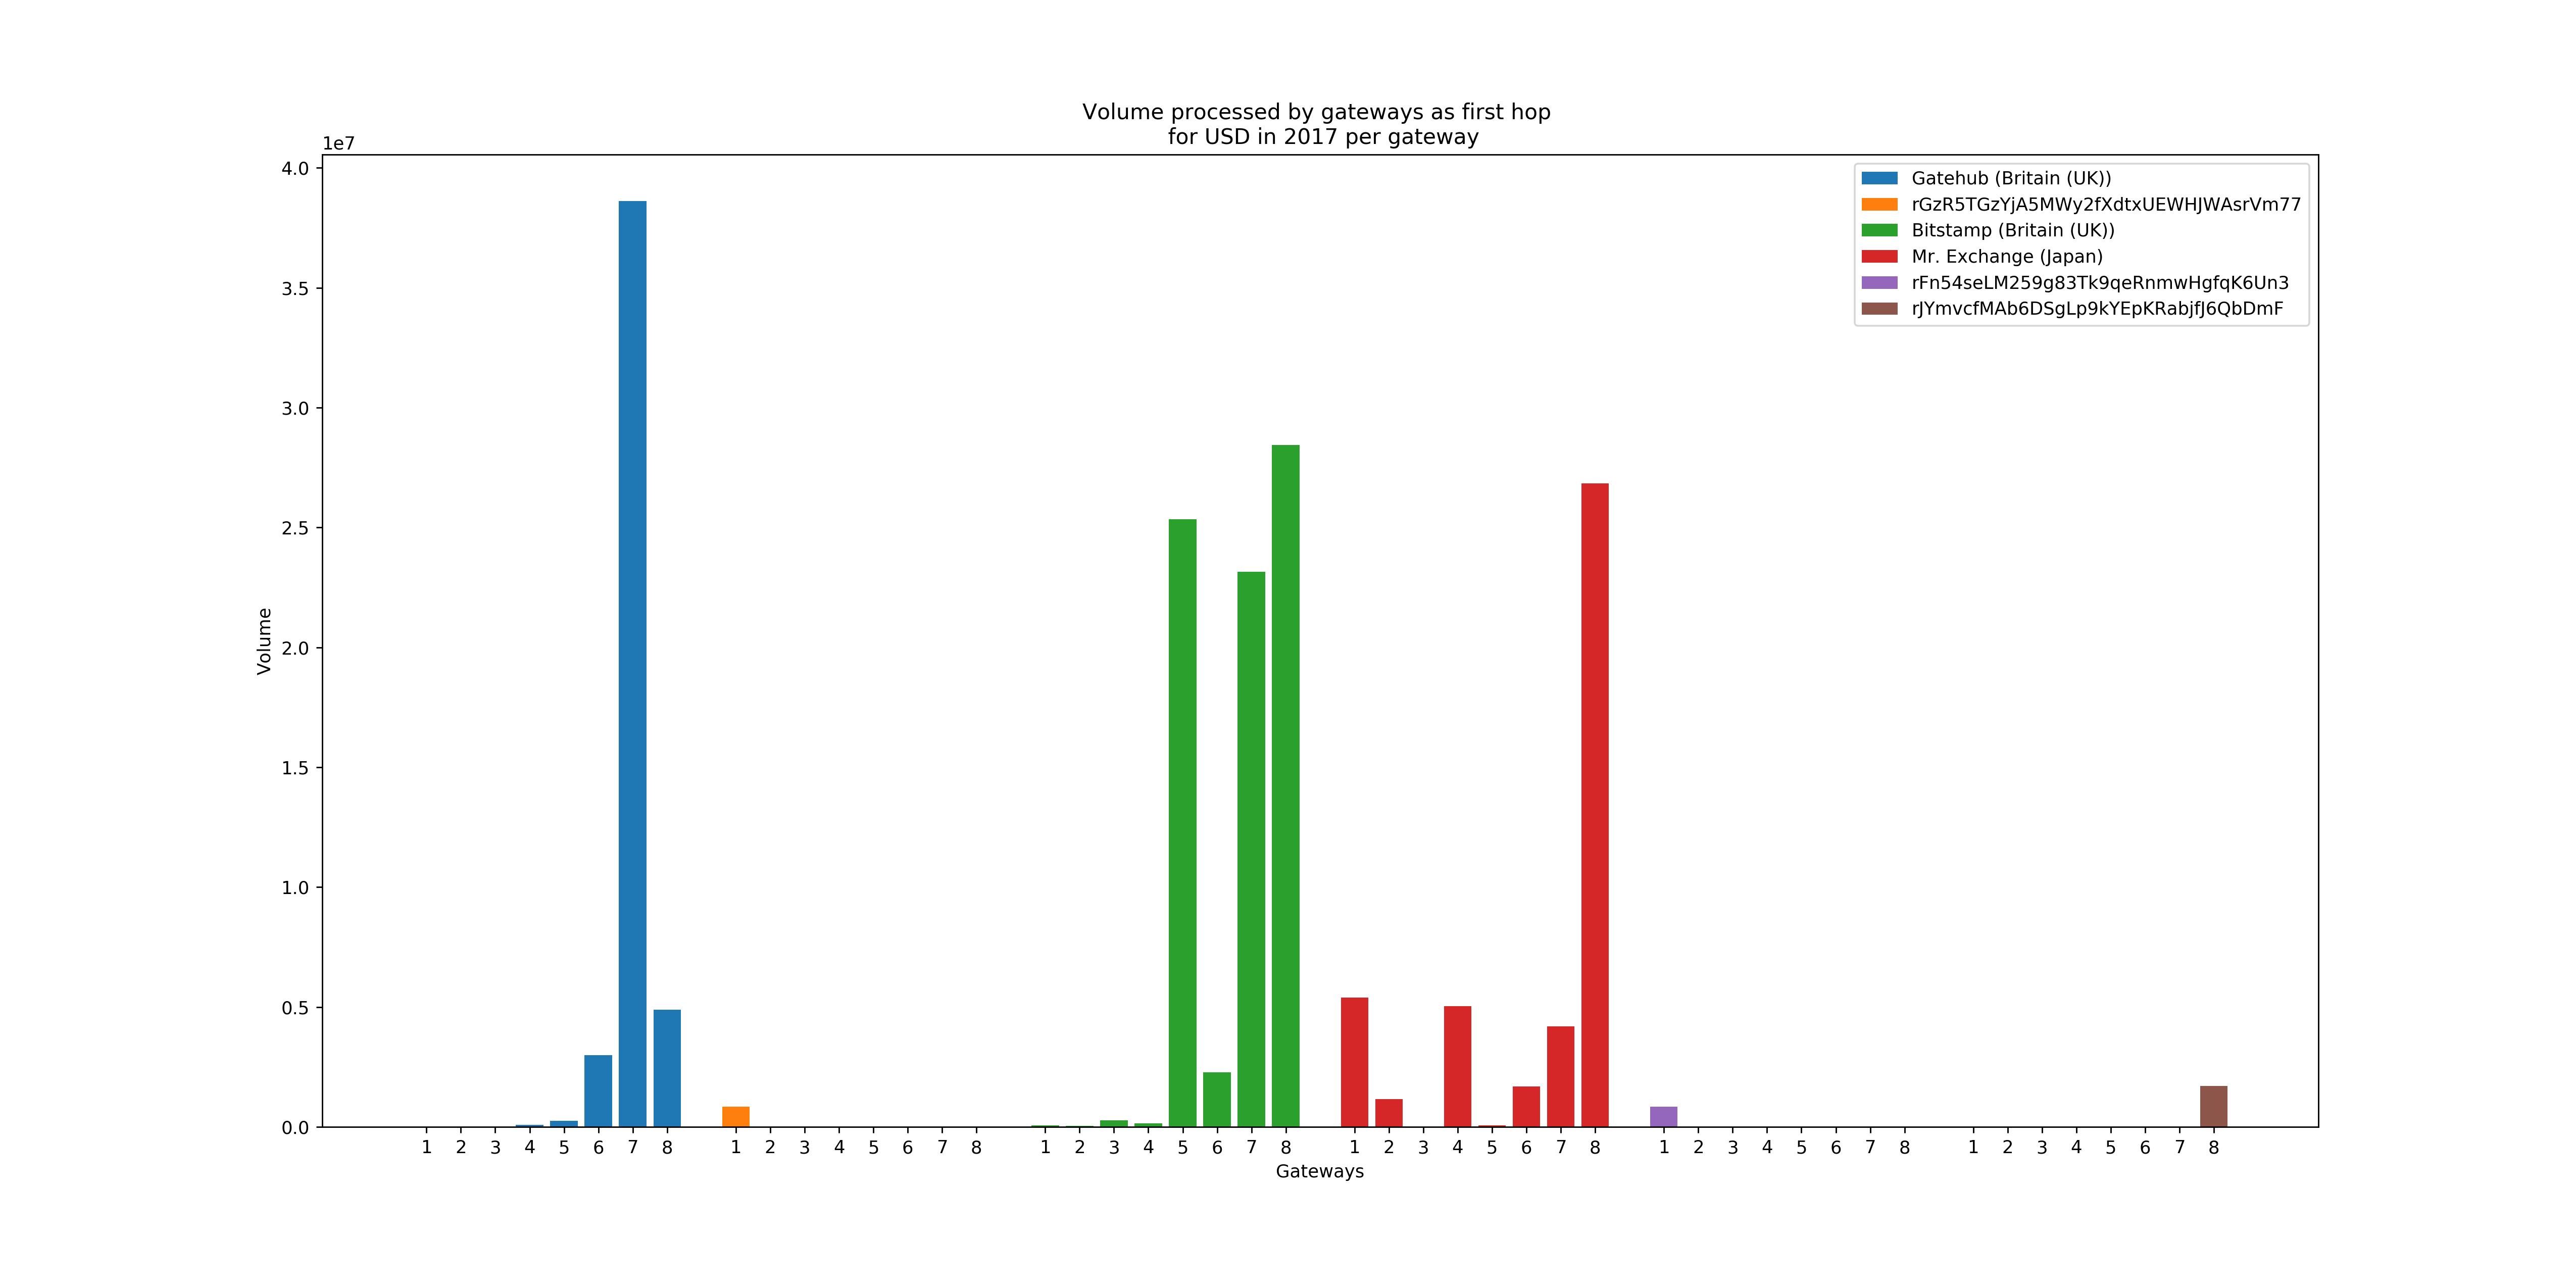 Volume processed by gateways as first hop
for USD in 2017 per gateway
1e7
4.0
3.5
3.0
2.5
2.0
1.5
1.0
0.5
0.0
Volume
Gatehub (Britain (UK))
rGzR5TGzYjA5MWy2fXdtxUEWHJWAsrVm77
Bitstamp (Britain (UK))
Mr. Exchange (Japan)
rFn54seLM259g83Tk9qeRnmwHgfqK6Un3
rJYmvcfMAb6DSgLp9kYEpKRabjfJ6QbDmF
1 2 3 4 5 6 7 8 1 2 3 4 5 6 7 8 1 2 3 4 5 6 7 8 1 2 3 4 5 6 7 8 1 2 3 4 5 6 7 8 1 2 3 4 5 6 7 8
Gateways